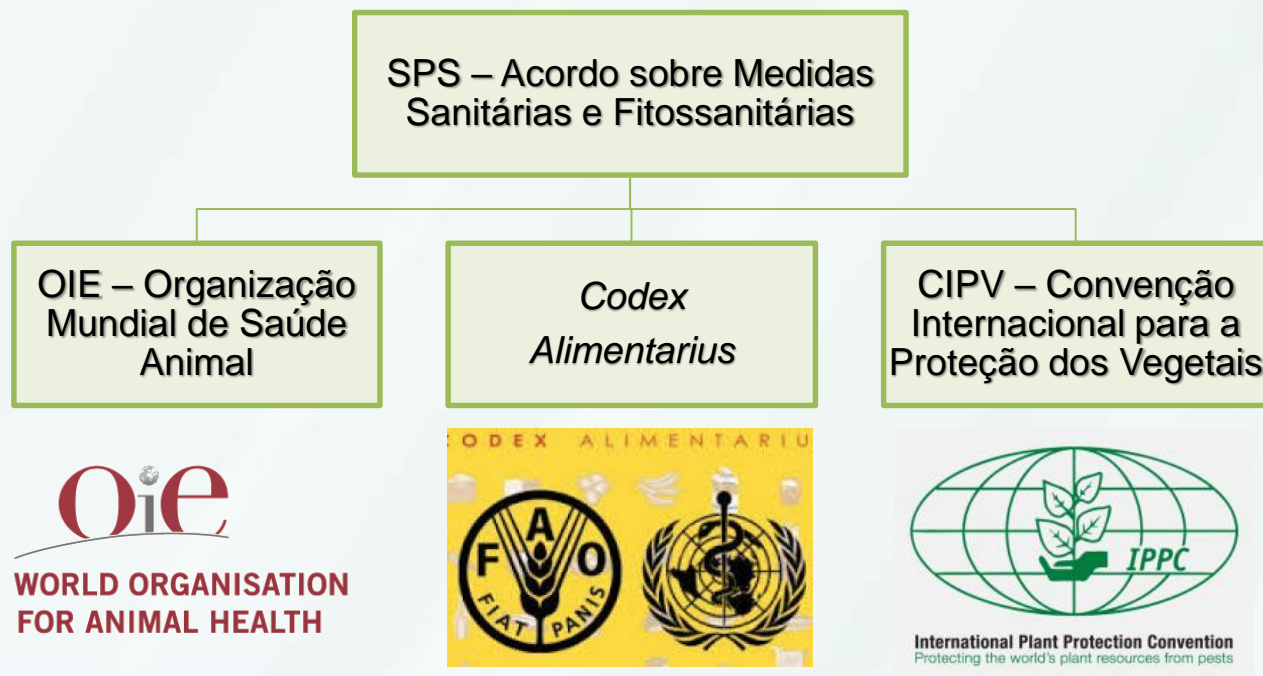 SPS – Acordo sobre Medidas
Sanitárias e Fitossanitárias
OIE – Organização
Mundial de Saúde
Animal
Codex
Alimentarius
CIPV – Convenção
Internacional para a
Proteção dos Vegetais
Oie
WORLD ORGANISATION
FOR ANIMAL HEALTH
CODEX ALIMENTARIU
FAO
FIAT PANIS
IPPC
International Plant Protection Convention
Protecting the world's plant resources from pests